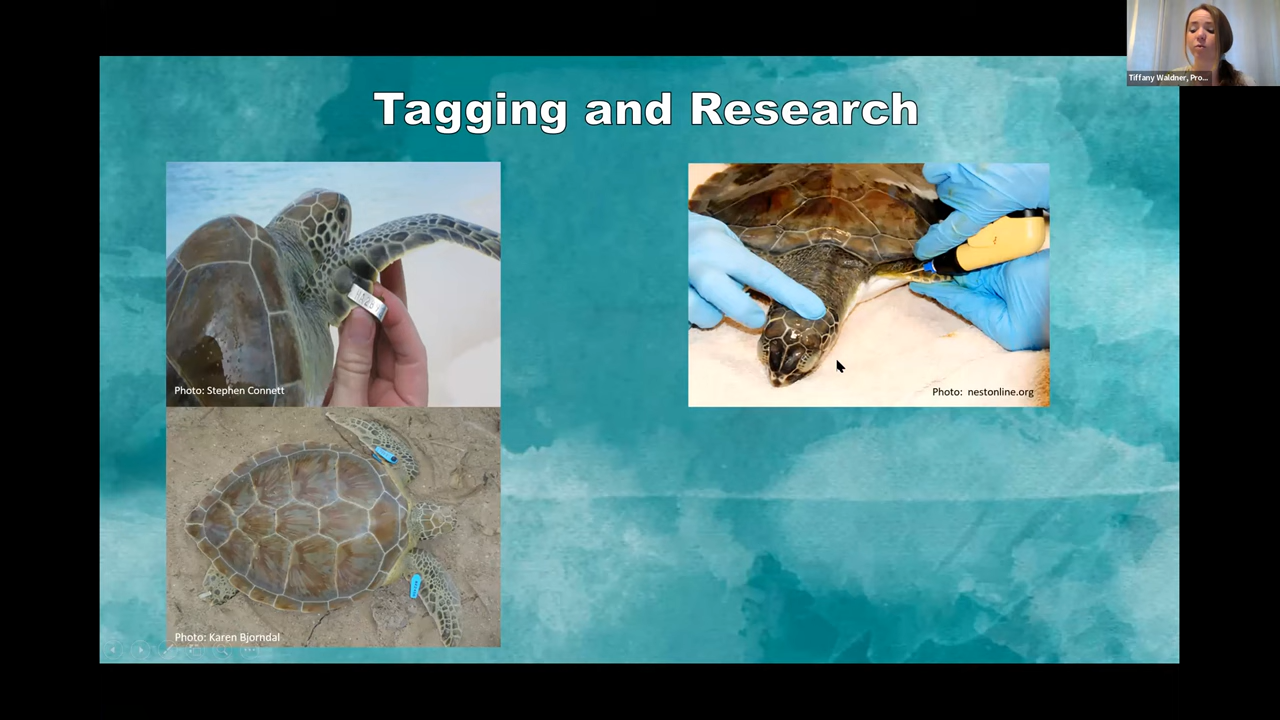 Tiffany Waldner, Pro...
Tagging and Research
Photo: Stephen Connett
Photo: nestonline.org
Photo: Karen Bjorndal